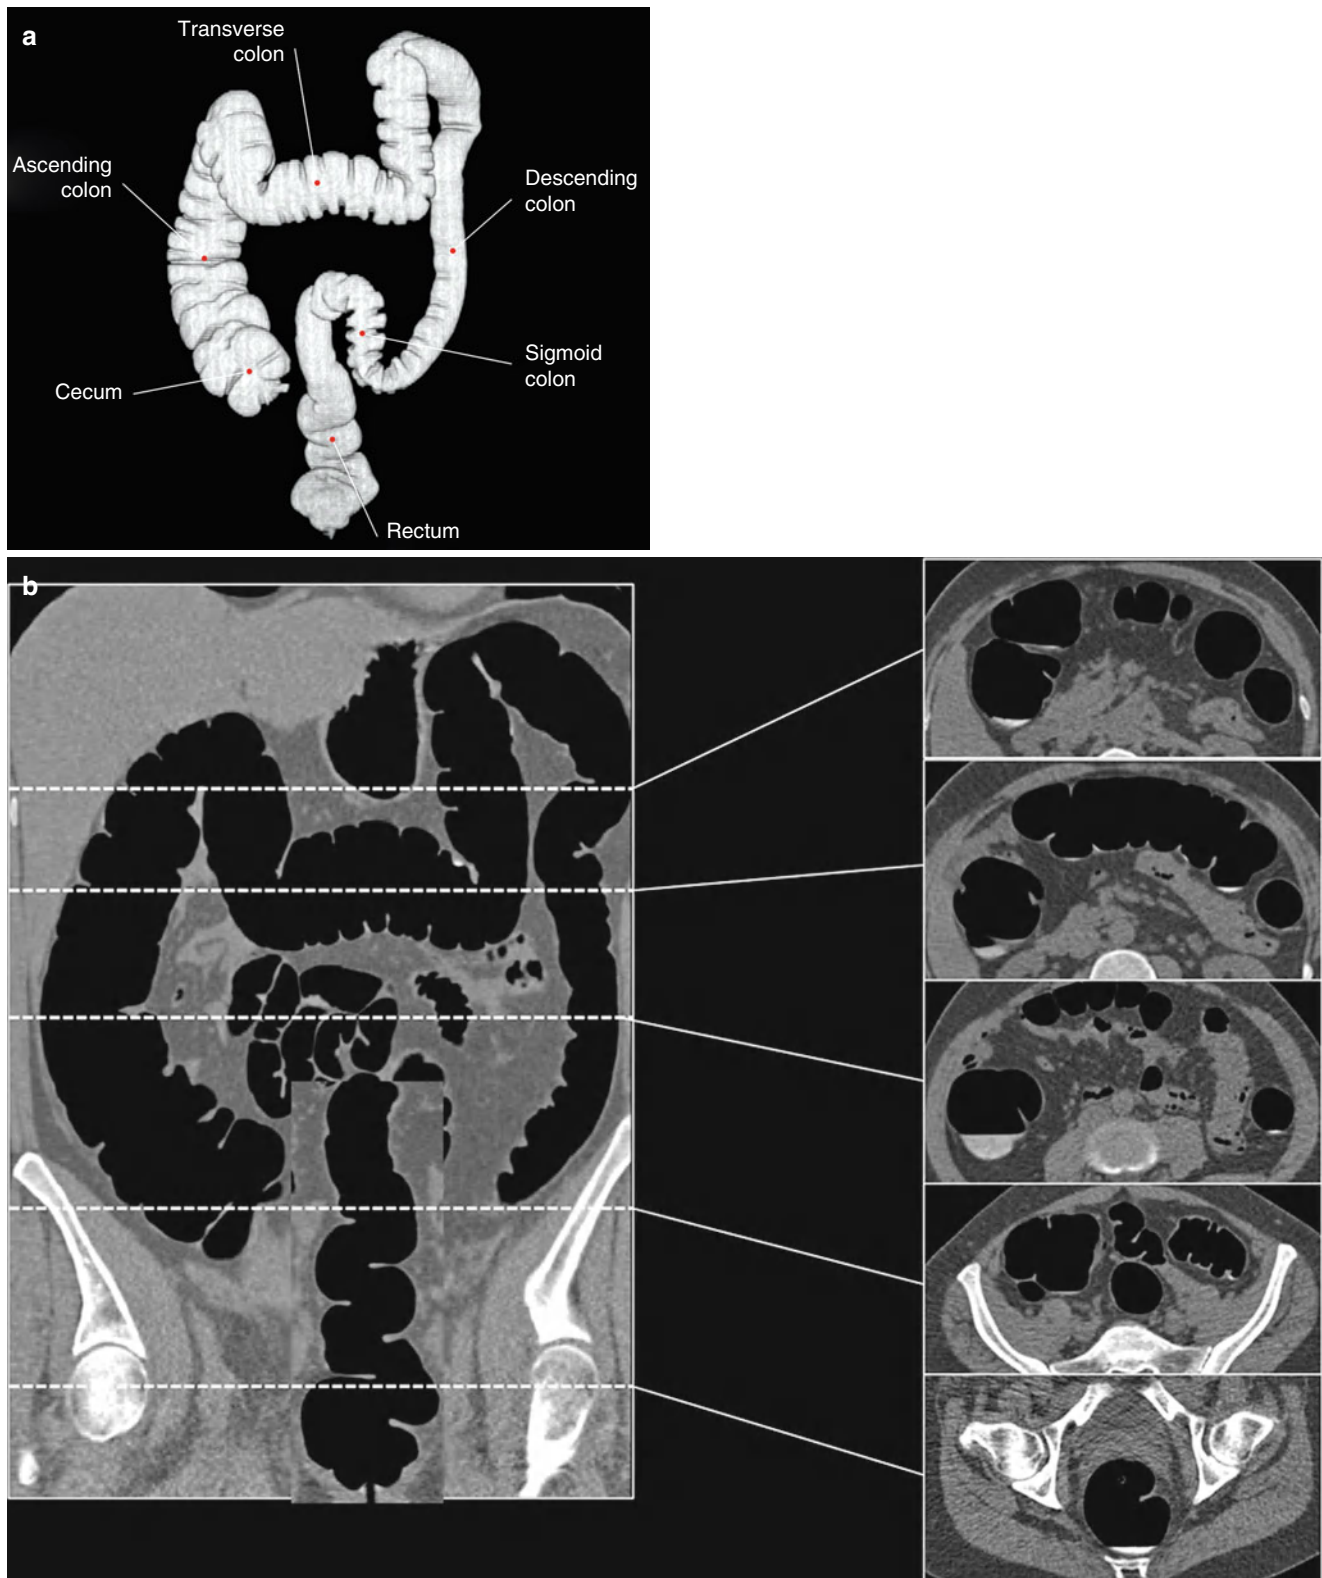 a
Transverse
colon
Ascending
colon
Descending
colon
Sigmoid
colon
Cecum
Rectum
b